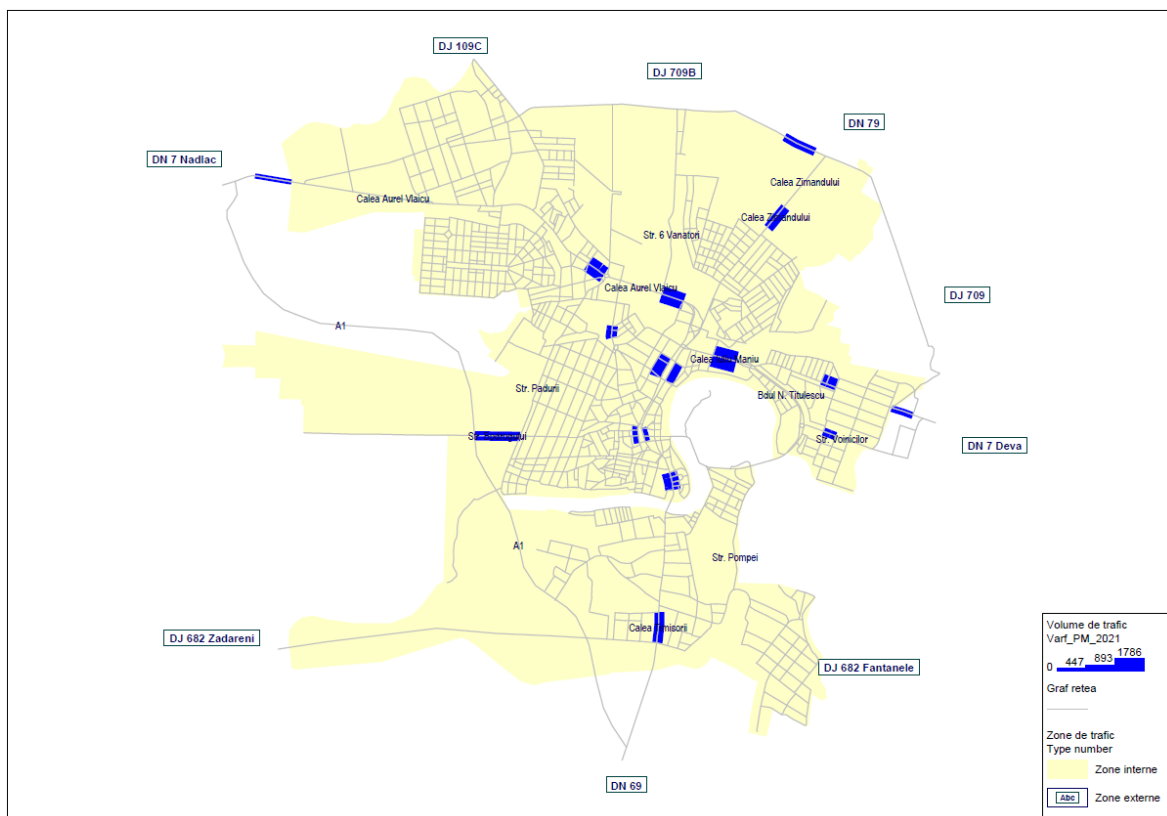 DJ 109C
DJ 709B
DN 79
DN 7 Nadlac
Calea Zimandului
Calea Aurel Vlaicu
Calea Zimandului
Str. 6 Vanatori
Calea Aurel Vlaicu
DJ 709
A1
Calea Iuliu Maniu
Str. Padurii
Bdul N. Titulescu
Str. Voinicilor
DN 7 Deva
A1
Str. Pompei
Calea Timisorii
DJ 682 Zadareni
DJ 682 Fantanele
DN 69
Volume de trafic
Varf_PM_2021
0 447 893 1786
Graf retea
Zone de trafic
Type number
Zone interne
Abc Zone externe